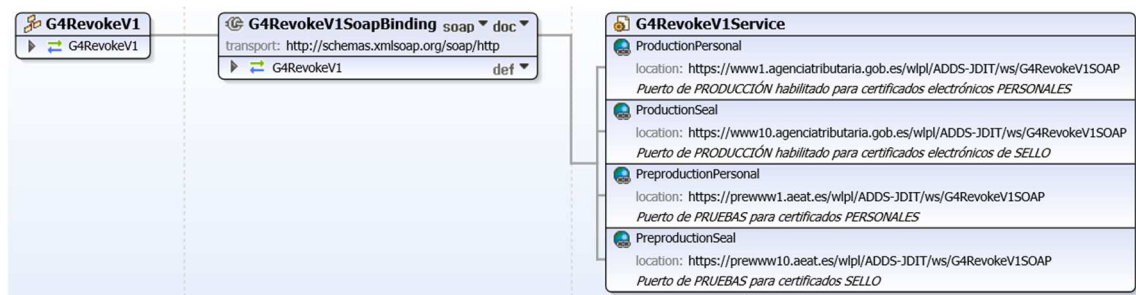 G4RevokeV1
G4RevokeV1
G4RevokeV1SoapBinding soap doc
transport: http://schemas.xmlsoap.org/soap/http
G4RevokeV1 def
G4RevokeV1Service
ProductionPersonal
location: https://www1.agenciatributaria.gob.es/wlpl/ADDS-JDIT/ws/G4RevokeV1SOAP
Puerto de PRODUCCIÓN habilitado para certificados electrónicos PERSONALES
ProductionSeal
location: https://www10.agenciatributaria.gob.es/wlpl/ADDS-JDIT/ws/G4RevokeV1SOAP
Puerto de PRODUCCIÓN habilitado para certificados electrónicos de SELLO
PreproductionPersonal
location: https://prewww1.aeat.es/wlpl/ADDS-JDIT/ws/G4RevokeV1SOAP
Puerto de PRUEBAS para certificados PERSONALES
PreproductionSeal
location: https://prewww10.aeat.es/wlpl/ADDS-JDIT/ws/G4RevokeV1SOAP
Puerto de PRUEBAS para certificados SELLO